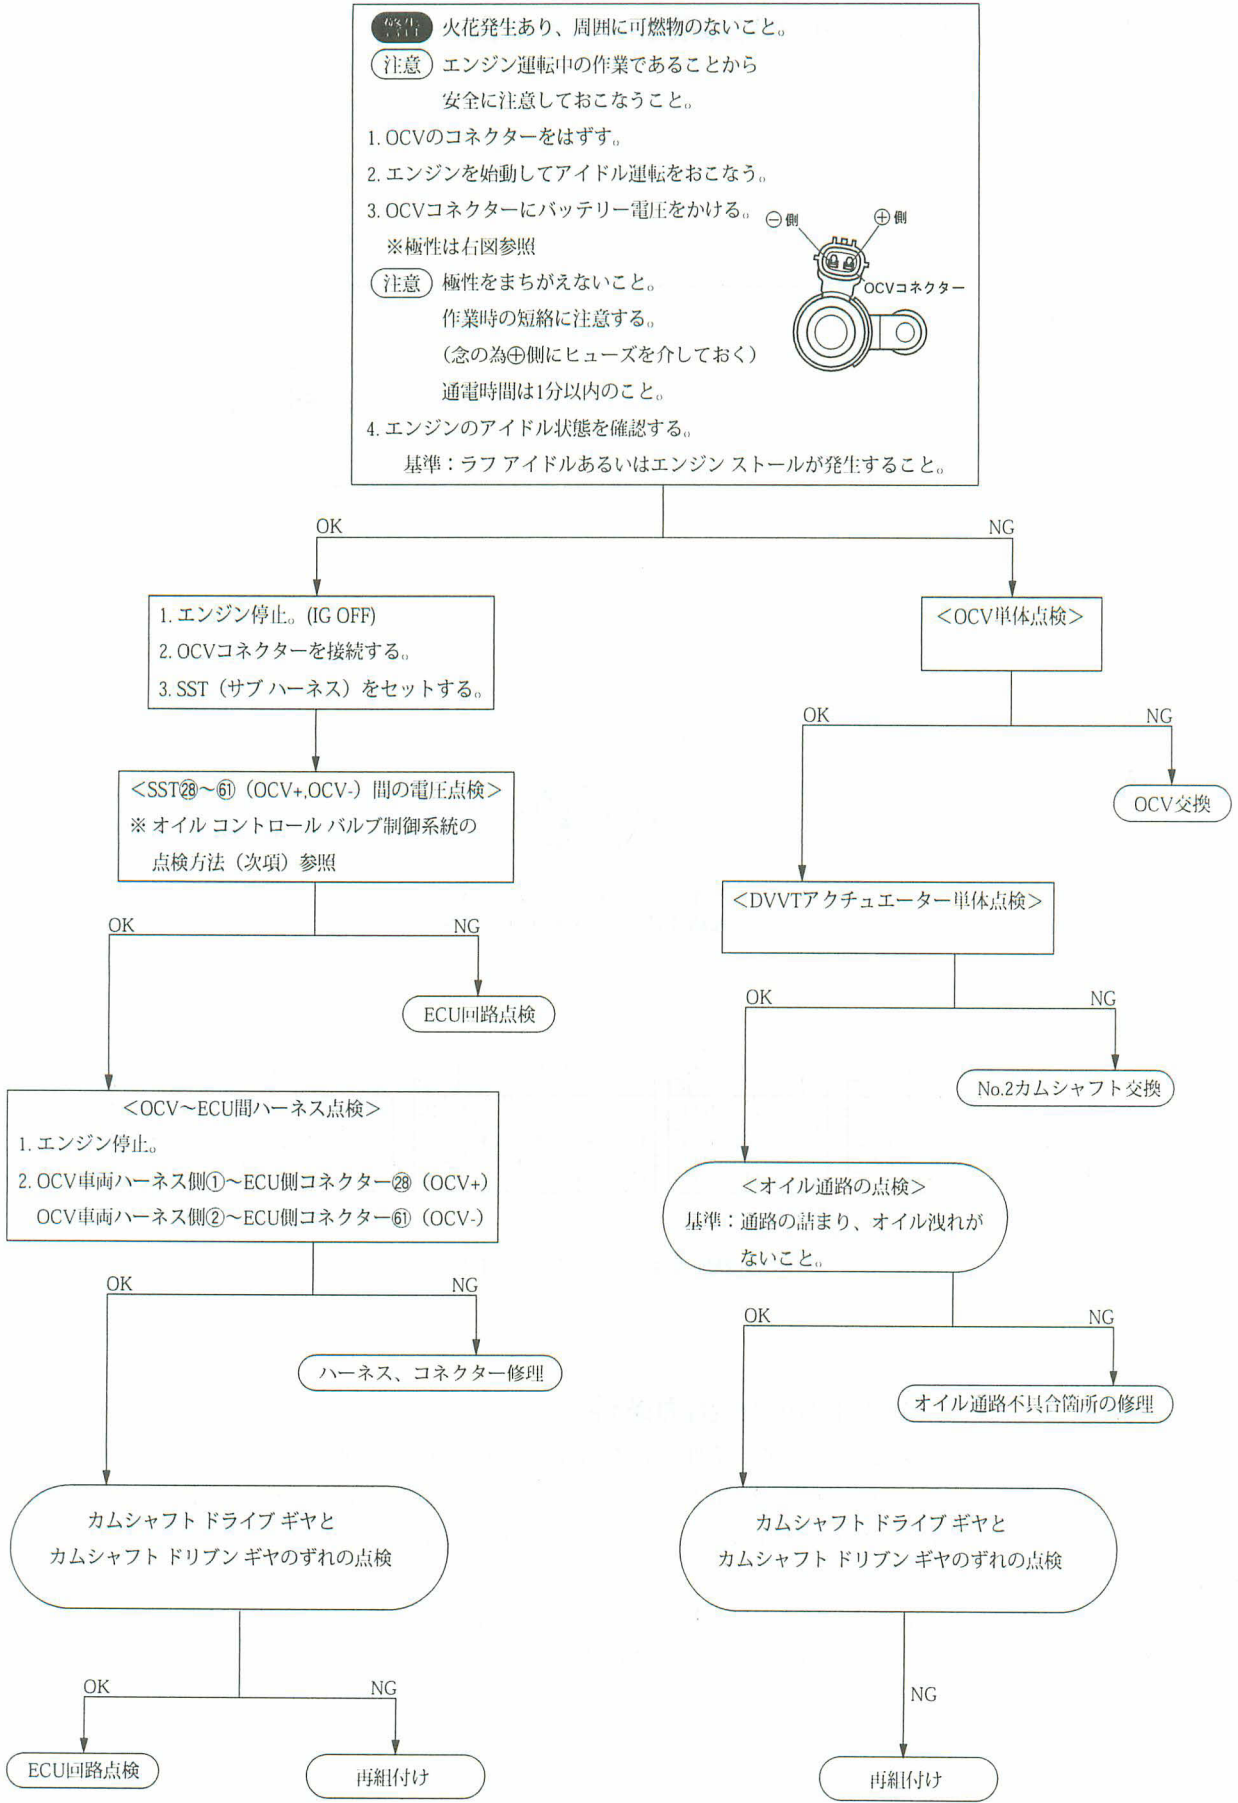 火花発生あり、周囲に可燃物のないこと。
注意 エンジン運転中の作業であることから
安全に注意しておこなうこと。
1. OCVのコネクターをはずす。
2. エンジンを始動してアイドル運転をおこなう。
3. OCVコネクターにバッテリー電圧をかける。
※極性は右図参照
⊖側 ⊕側
OCVコネクター
注意 極性をまちがえないこと。
作業時の短絡に注意する。
(念の為⊕側にヒューズを介しておく)
通電時間は1分以内のこと。
4. エンジンのアイドル状態を確認する。
基準：ラフ アイドルあるいはエンジン ストールが発生すること。
OK NG
1. エンジン停止。(IG OFF)
2. OCVコネクターを接続する。
3. SST（サブ ハーネス）をセットする。
＜OCV単体点検＞
OK NG
OCV交換
＜SST㉘～�61（OCV+,OCV-）間の電圧点検＞
※ オイル コントロール バルブ制御系統の
点検方法（次項）参照
＜DVVTアクチュエーター単体点検＞
OK NG
ECU回路点検
OK NG
No.2カムシャフト交換
＜OCV～ECU間ハーネス点検＞
1. エンジン停止。
2. OCV車両ハーネス側①～ECU側コネクター㉘（OCV+）
OCV車両ハーネス側②～ECU側コネクター61（OCV-）
＜オイル通路の点検＞
基準：通路の詰まり、オイル洩れが
ないこと。
OK NG
ハーネス、コネクター修理
OK NG
オイル通路不具合箇所の修理
カムシャフト ドライブ ギヤと
カムシャフト ドリブン ギヤのずれの点検
カムシャフト ドライブ ギヤと
カムシャフト ドリブン ギヤのずれの点検
OK NG
NG
ECU回路点検
再組付け
再組付け